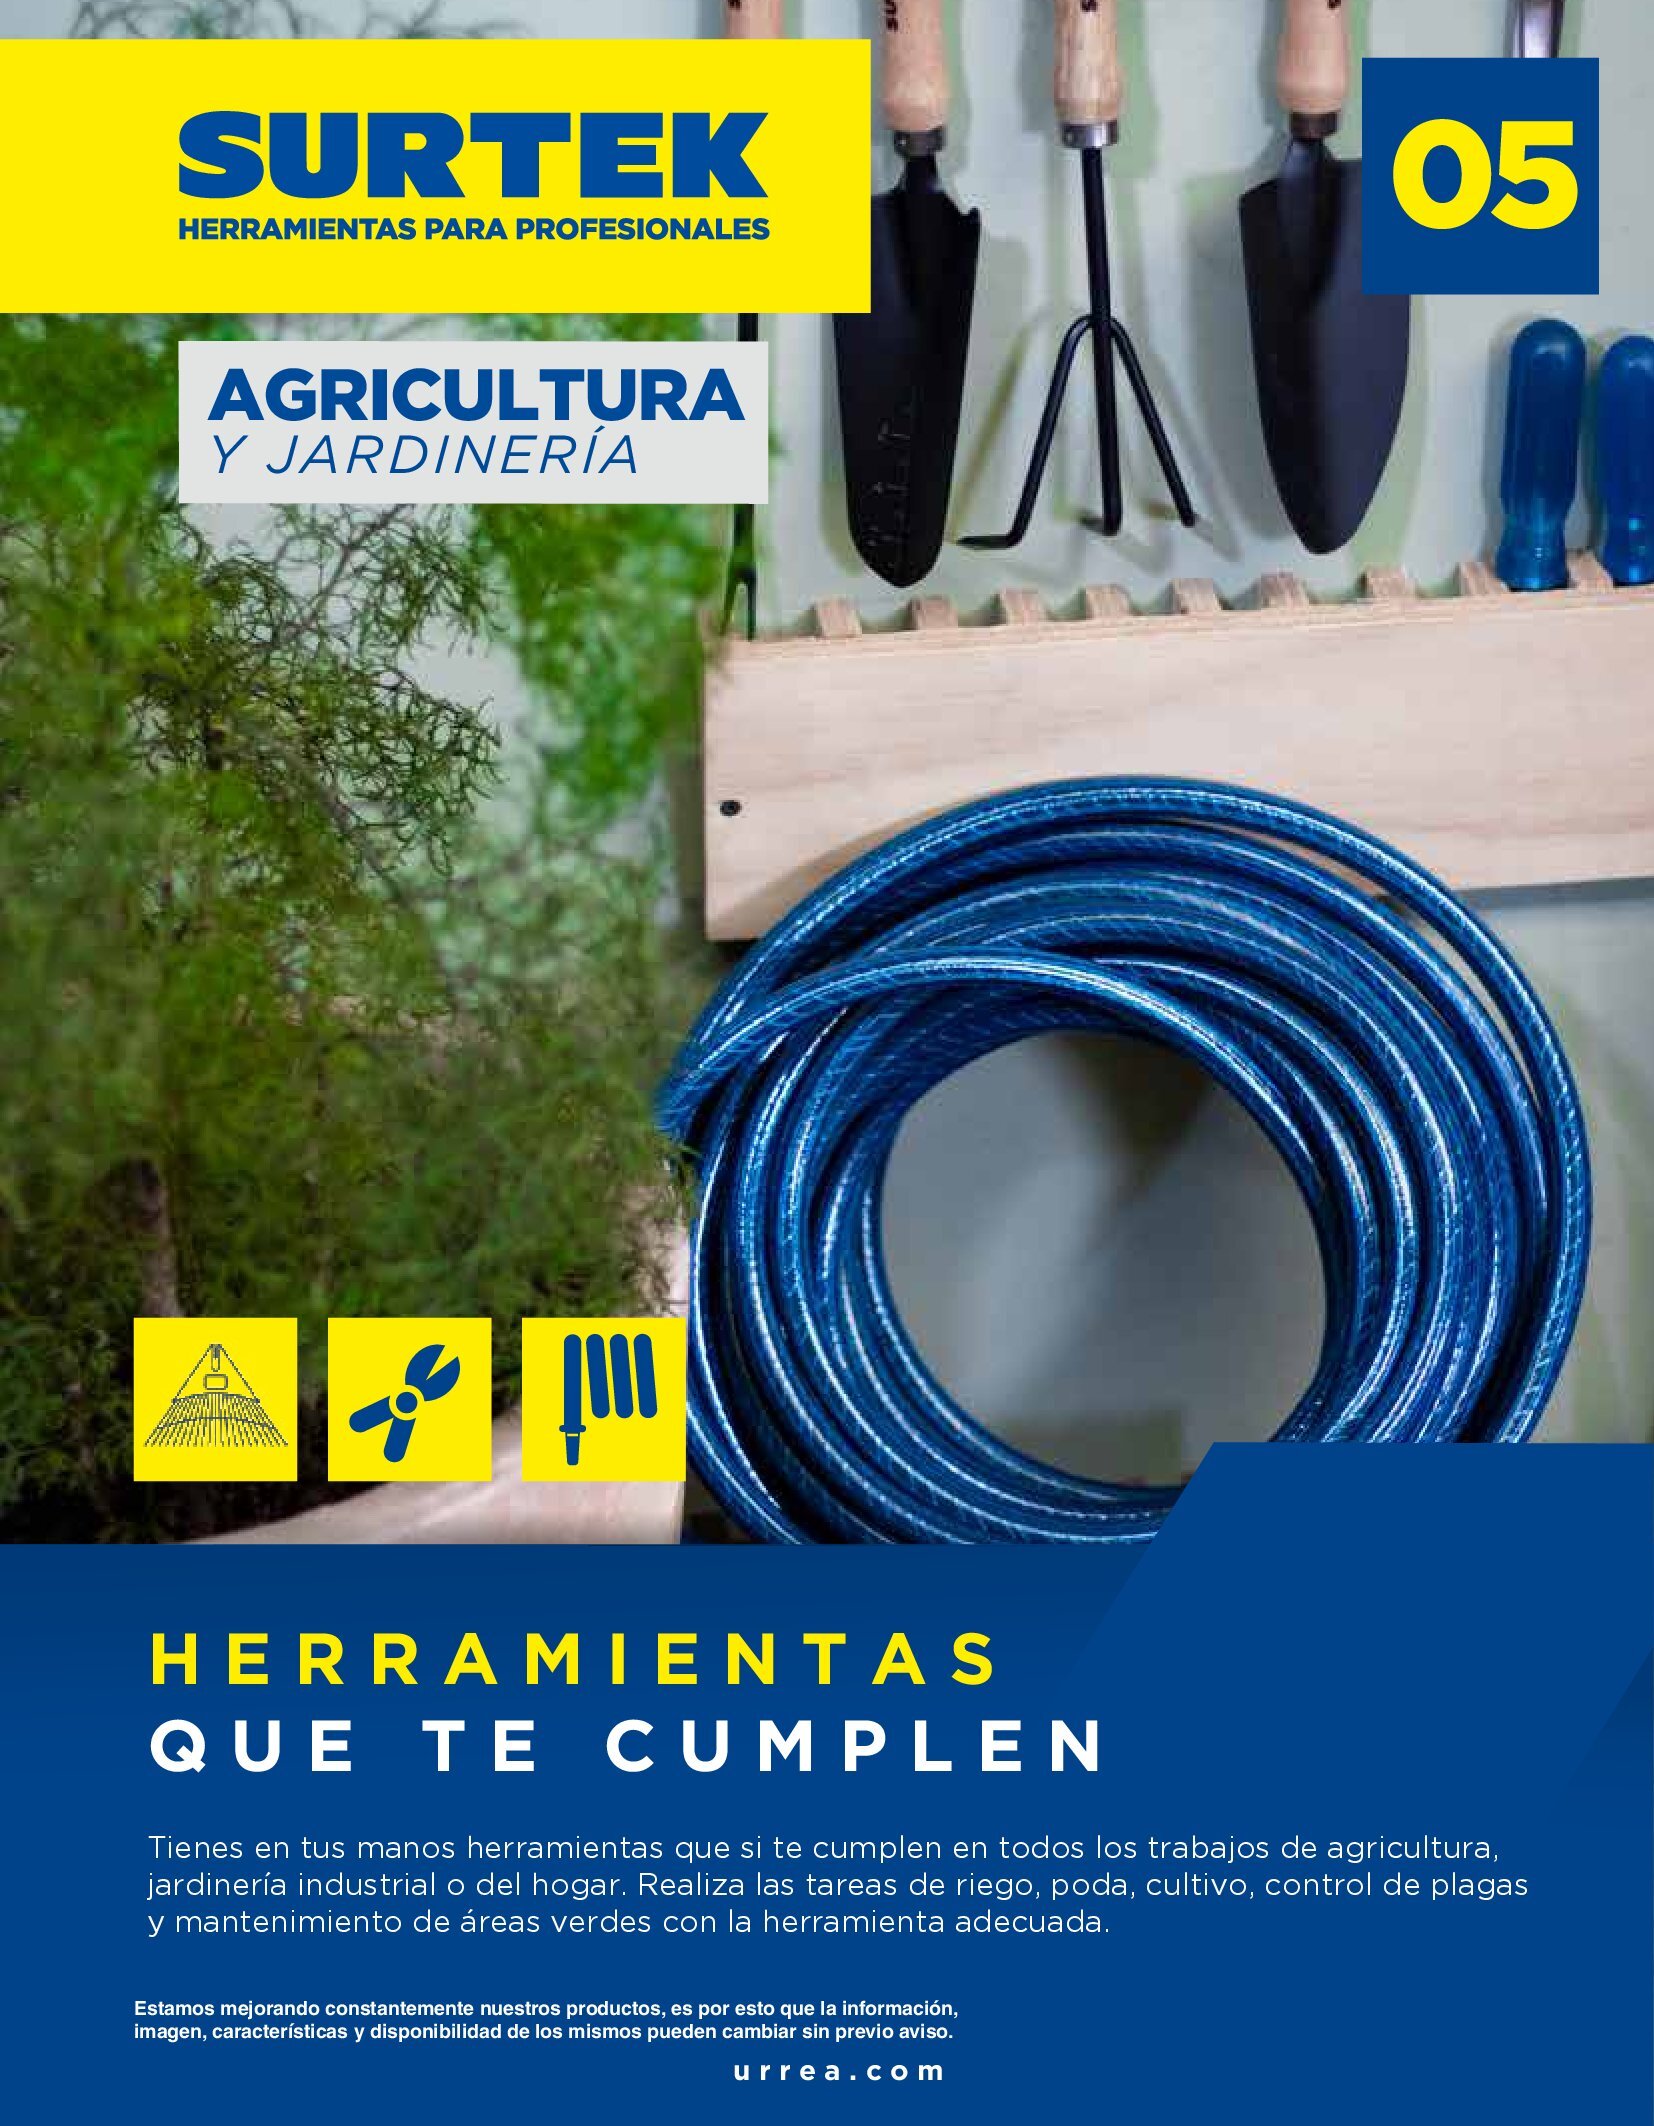 SURTEK
HERRAMIENTAS PARA PROFESIONALES
05
AGRICULTURA
Y JARDINERÍA
HERRAMIENTAS
QUE TE CUMPLEN
Tienes en tus manos herramientas que si te cumplen en todos los trabajos de agricultura,
jardinería industrial o del hogar. Realiza las tareas de riego, poda, cultivo, control de plagas
y mantenimiento de áreas verdes con la herramienta adecuada.
Estamos mejorando constantemente nuestros productos, es por esto que la información,
imagen, características y disponibilidad de los mismos pueden cambiar sin previo aviso.
urrea.com